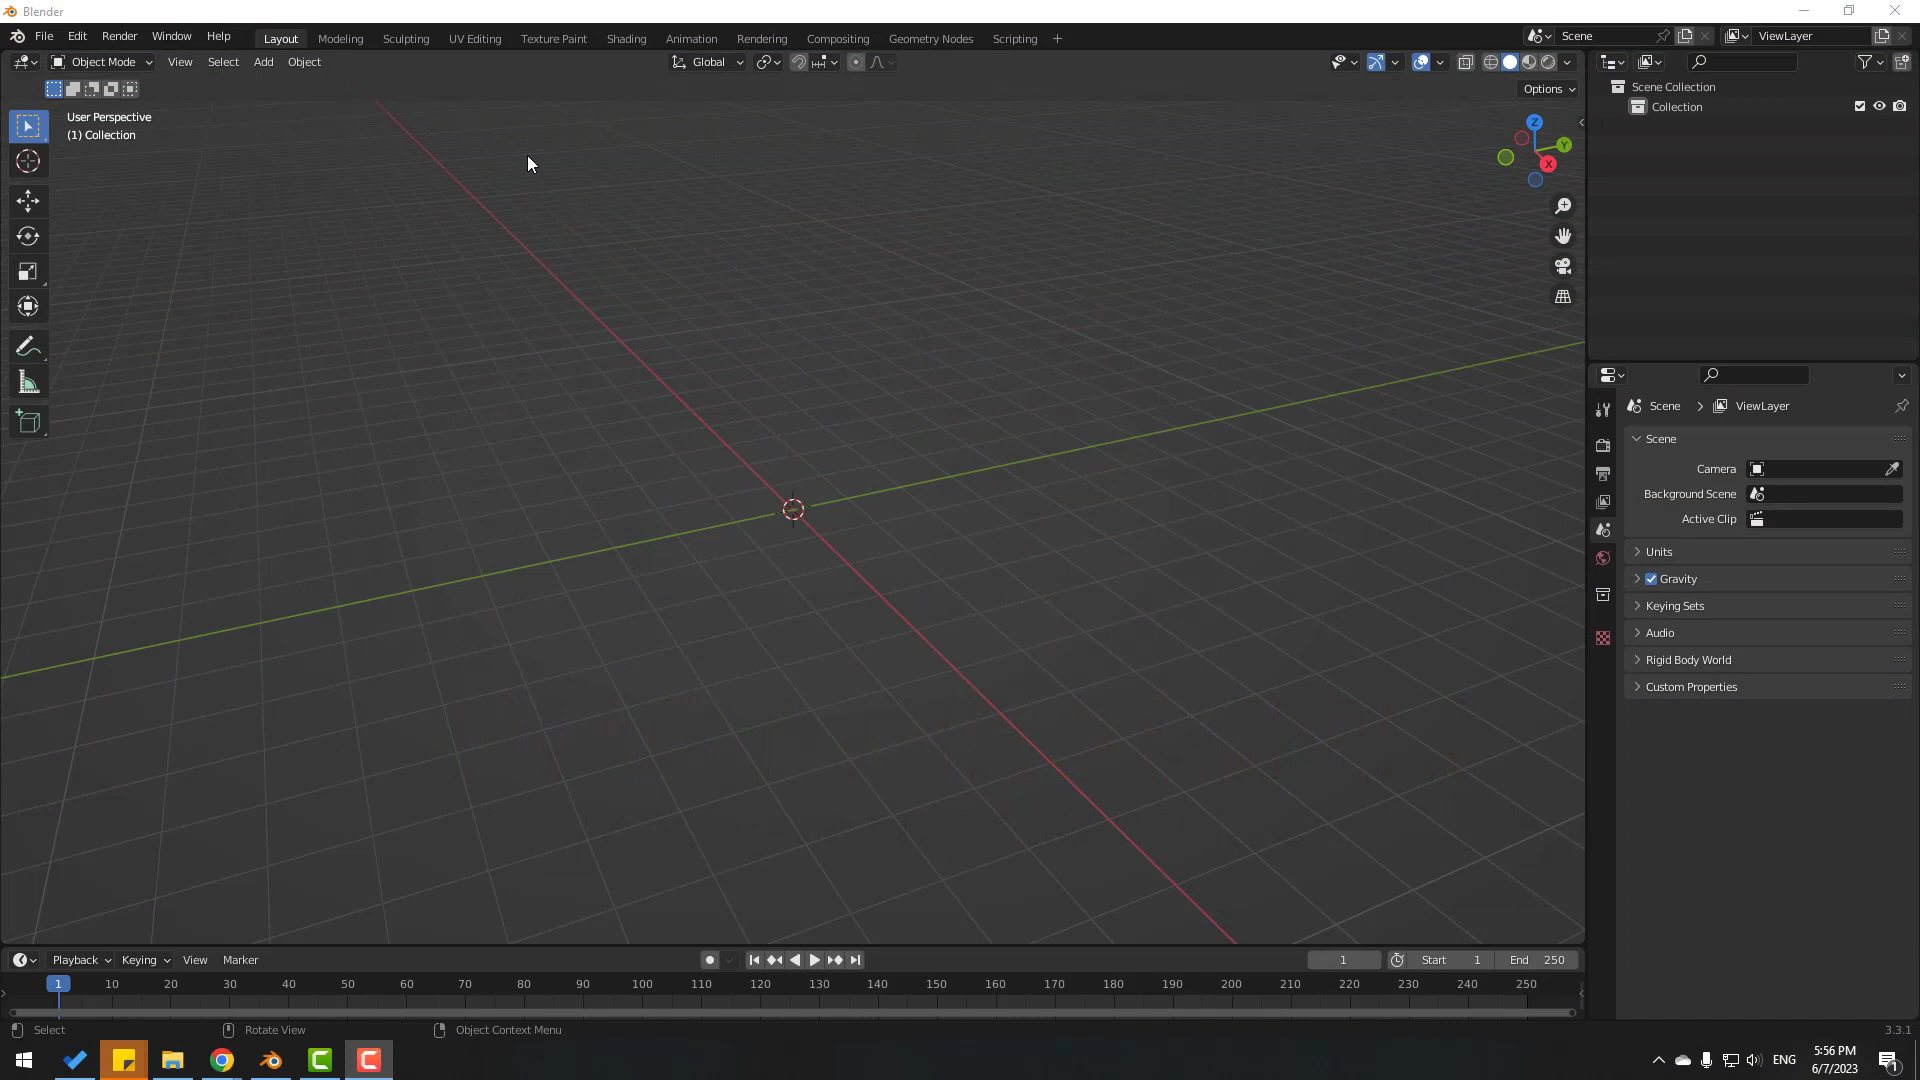 Blender
File Edit Render Window Help Layout Modeling Sculpting UV Editing Texture Paint Shading Animation Rendering Compositing Geometry Nodes Scripting Scene ViewLayer
Object Mode View Select Add Object Global
Options
User Perspective
(1) Collection
Z
Y
X
Scene Collection
Collection
Scene ViewLayer
Scene
Camera
Background Scene
Active Clip
Units
Gravity
Keying Sets
Audio
Rigid Body World
Custom Properties
Playback Keying View Marker 1 Start 1 End 250
1 10 20 30 40 50 60 70 80 90 100 110 120 130 140 150 160 170 180 190 200 210 220 230 240 250
Select Rotate View Object Context Menu 3.3.1
ENG
5:56 PM
6/7/2023
1